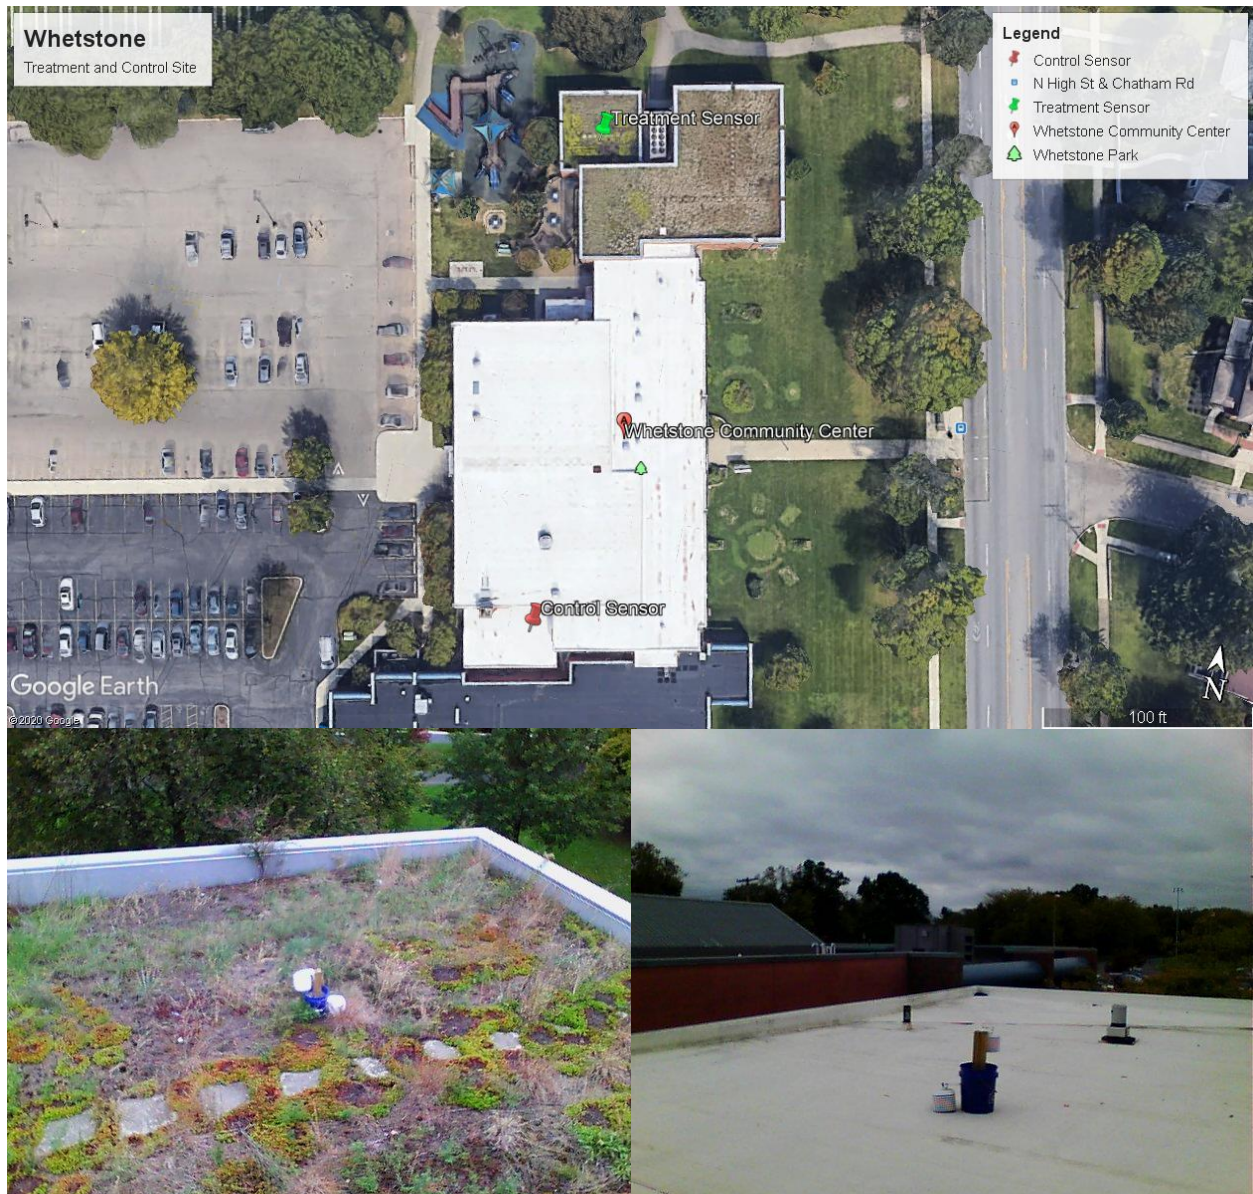 Whetstone
Treatment and Control Site
Legend
Control Sensor
N High St & Chatham Rd
Treatment Sensor
Whetstone Community Center
Whetstone Park
Treatment Sensor
Whetstone Community Center
Control Sensor
Google Earth
©2020 Google
N
100 ft